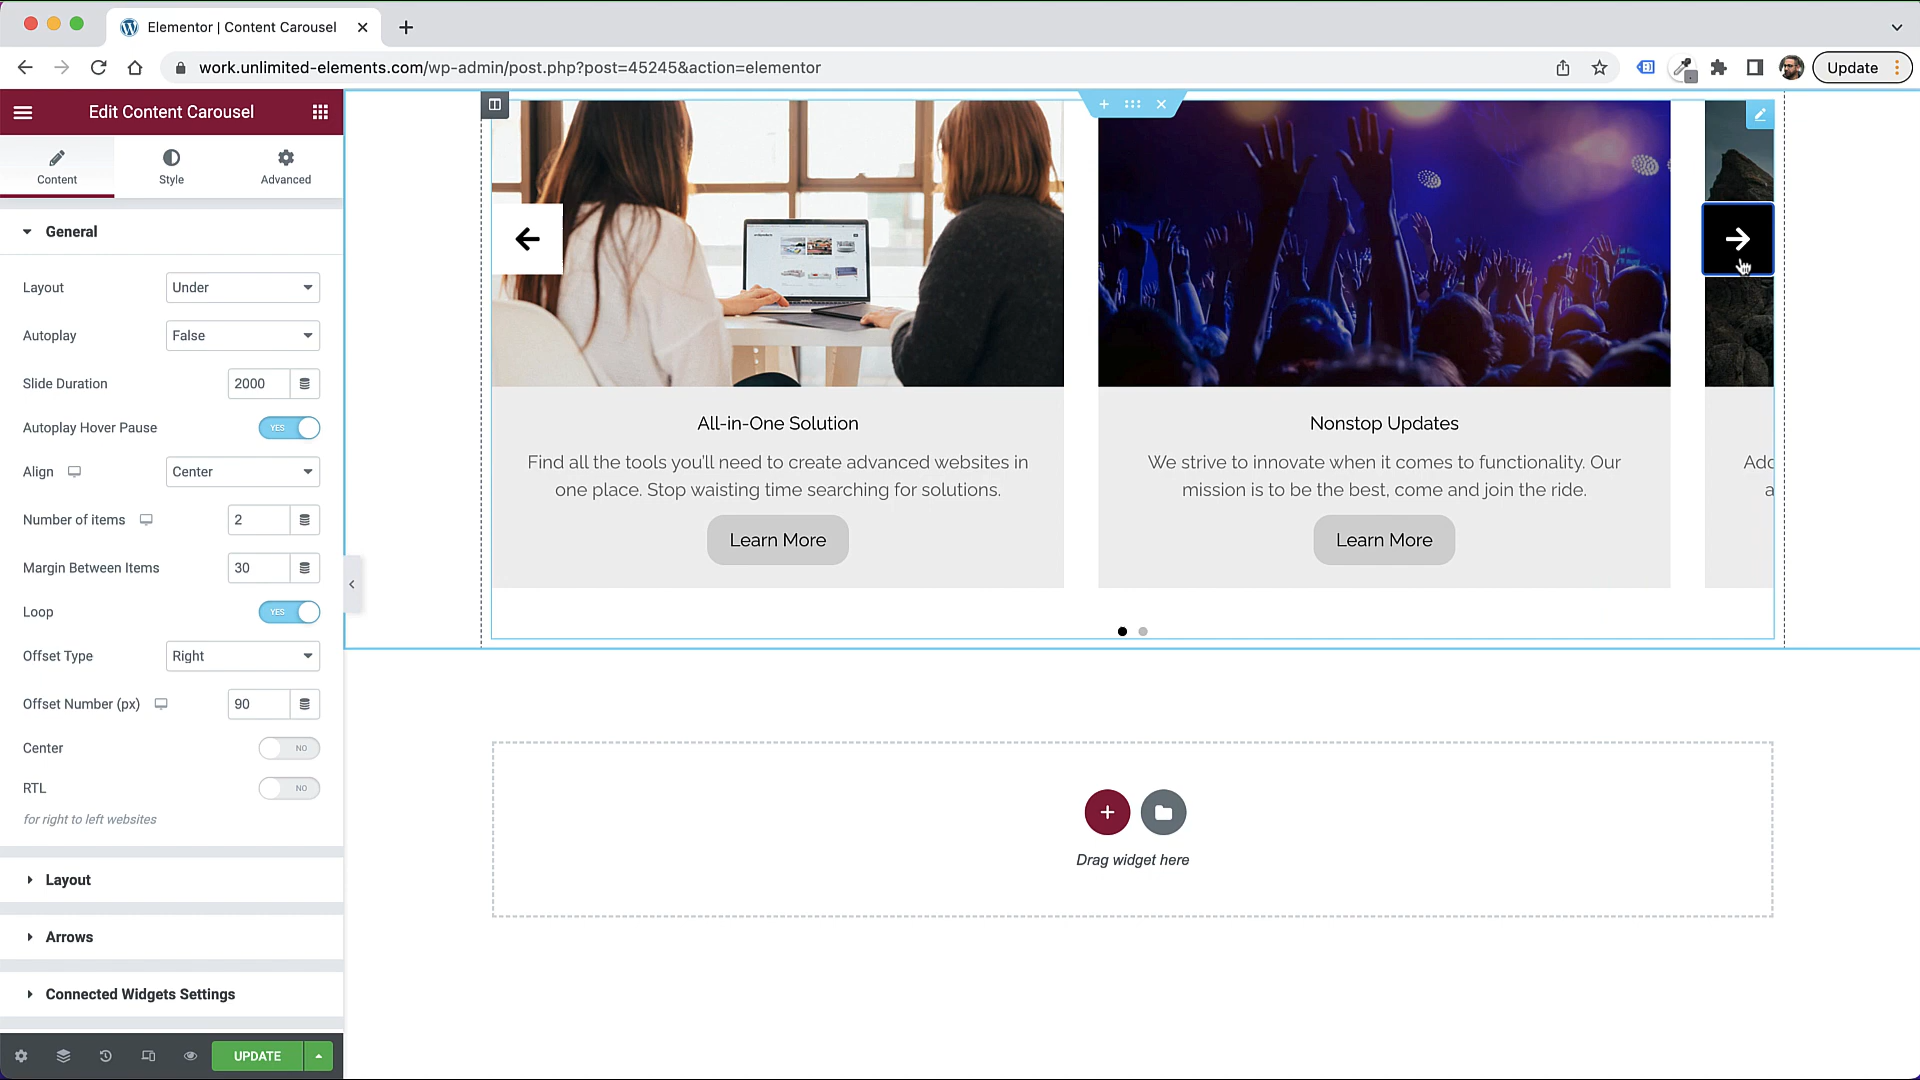 Elementor | Content Carousel
work.unlimited-elements.com/wp-admin/post.php?post=45245&action=elementor
Update
Edit Content Carousel
Content
Style
Advanced
General
Layout
Under
Autoplay
False
Slide Duration
2000
Autoplay Hover Pause
YES
Align
Center
Number of items
2
Margin Between Items
30
Loop
YES
Offset Type
Right
Offset Number (px)
90
Center
NO
RTL
NO
for right to left websites
Layout
Arrows
Connected Widgets Settings
UPDATE
All-in-One Solution
Find all the tools you'll need to create advanced websites in
one place. Stop waisting time searching for solutions.
Learn More
Nonstop Updates
We strive to innovate when it comes to functionality. Our
mission is to be the best, come and join the ride.
Learn More
Drag widget here